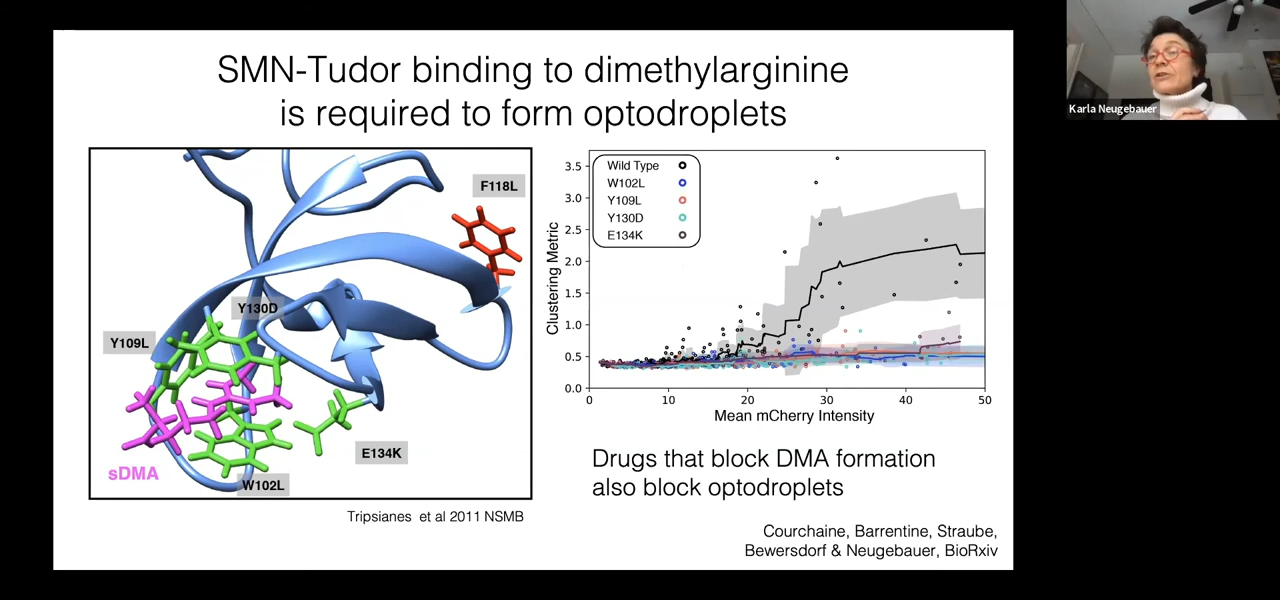 SMN-Tudor binding to dimethylarginine
is required to form optodroplets
Karla Neugebauer
F118L
Y130D
Y109L
E134K
sDMA
W102L
Tripsianes et al 2011 NSMB
Clustering Metric
3.5
3.0
2.5
2.0
1.5
1.0
0.5
0.0
Wild Type
W102L
Y109L
Y130D
E134K
0 10 20 30 40 50
Mean mCherry Intensity
Drugs that block DMA formation
also block optodroplets
Courchaine, Barrentine, Straube,
Bewersdorf & Neugebauer, BioRxiv